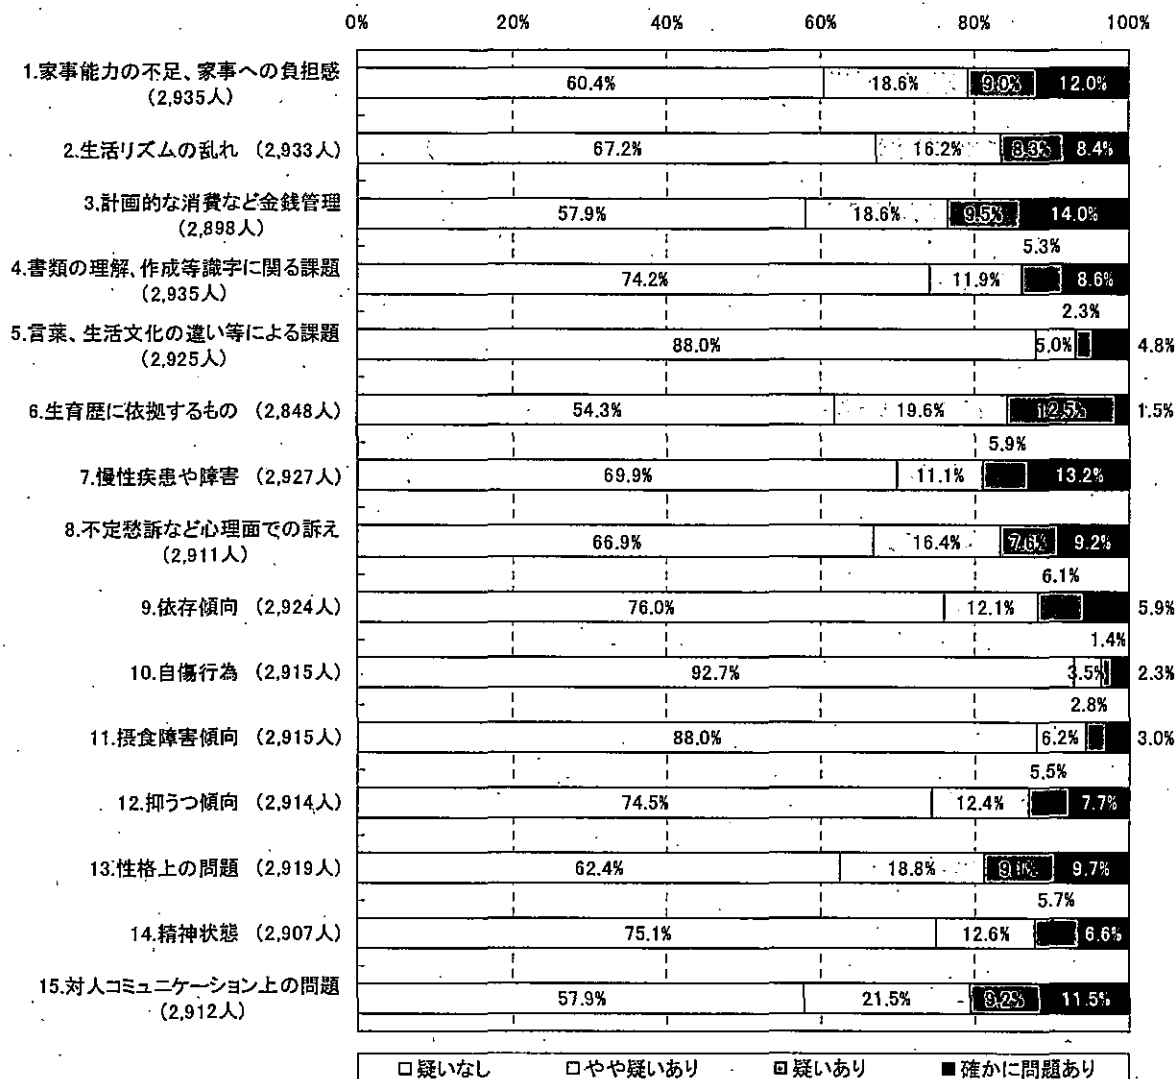 0% 20% 40% 60% 80% 100%
1.家事能力の不足、家事への負担感
(2,935人)
60.4% 18.6% 9.0% 12.0%
2.生活リズムの乱れ (2,933人)
67.2% 16.2% 8.3% 8.4%
3.計画的な消費など金銭管理
(2,898人)
57.9% 18.6% 9.5% 14.0%
5.3%
4.書類の理解、作成等識字に関る課題
(2,935人)
74.2% 11.9% 8.6%
2.3%
5.言葉、生活文化の違い等による課題
(2,925人)
88.0% 5.0% 4.8%
6.生育歴に依拠するもの (2,848人)
54.3% 19.6% 12.5% 1.5%
5.9%
7.慢性疾患や障害 (2,927人)
69.9% 11.1% 13.2%
8.不定愁訴など心理面での訴え
(2,911人)
66.9% 16.4% 7.6% 9.2%
6.1%
9.依存傾向 (2,924人)
76.0% 12.1% 5.9%
1.4%
10.自傷行為 (2,915人)
92.7% 3.5% 2.3%
2.8%
11.摂食障害傾向 (2,915人)
88.0% 6.2% 3.0%
5.5%
12.抑うつ傾向 (2,914人)
74.5% 12.4% 7.7%
13.性格上の問題 (2,919人)
62.4% 18.8% 9.1% 9.7%
5.7%
14.精神状態 (2,907人)
75.1% 12.6% 6.6%
15.対人コミュニケーション上の問題
(2,912人)
57.9% 21.5% 9.2% 11.5%
□疑いなし □やや疑いあり ▣疑いあり ■確かに問題あり